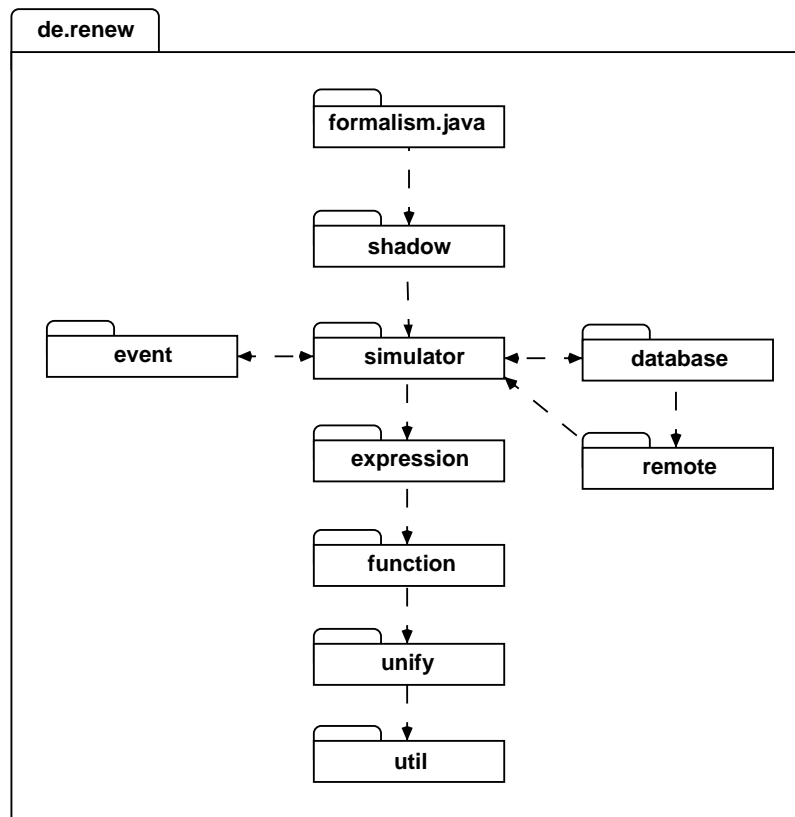 de.renew
formalism.java
shadow
event
simulator
database
expression
remote
function
unify
util